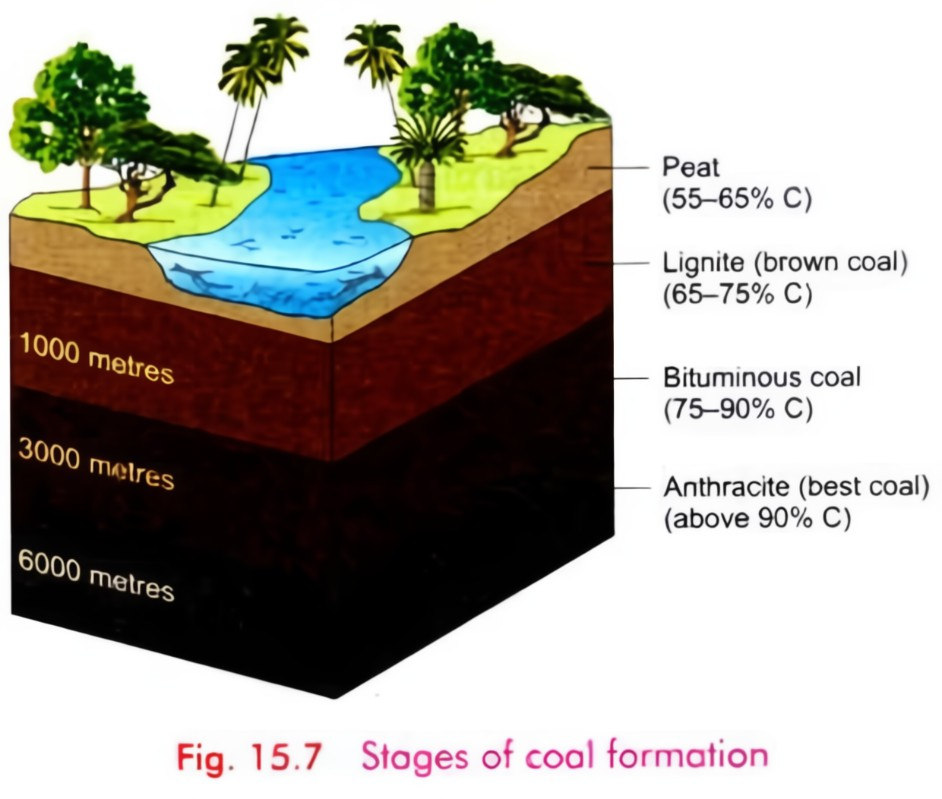 Peat
(55–65% C)
Lignite (brown coal)
(65–75% C)
1000 metres
Bituminous coal
(75–90% C)
3000 metres
Anthracite (best coal)
(above 90% C)
6000 metres
Fig. 15.7 Stages of coal formation